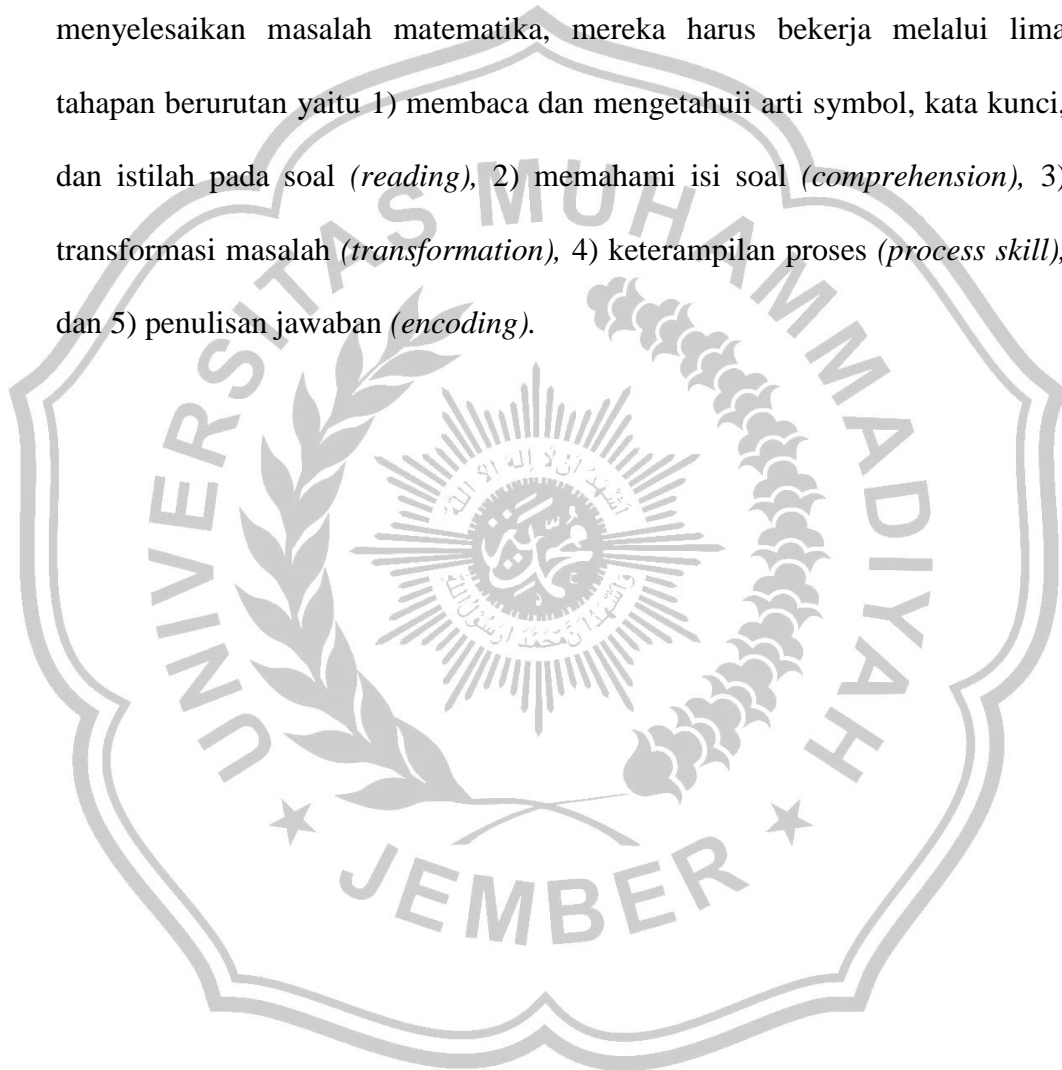 menyelesaikan masalah matematika, mereka harus bekerja melalui lima
tahapan berurutan yaitu 1) membaca dan mengetahuii arti symbol, kata kunci,
dan istilah pada soal (reading), 2) memahami isi soal (comprehension), 3)
transformasi masalah (transformation), 4) keterampilan proses (process skill),
dan 5) penulisan jawaban (encoding).
UNIVERSITAS MUHAMMADIYAH
JEMBER